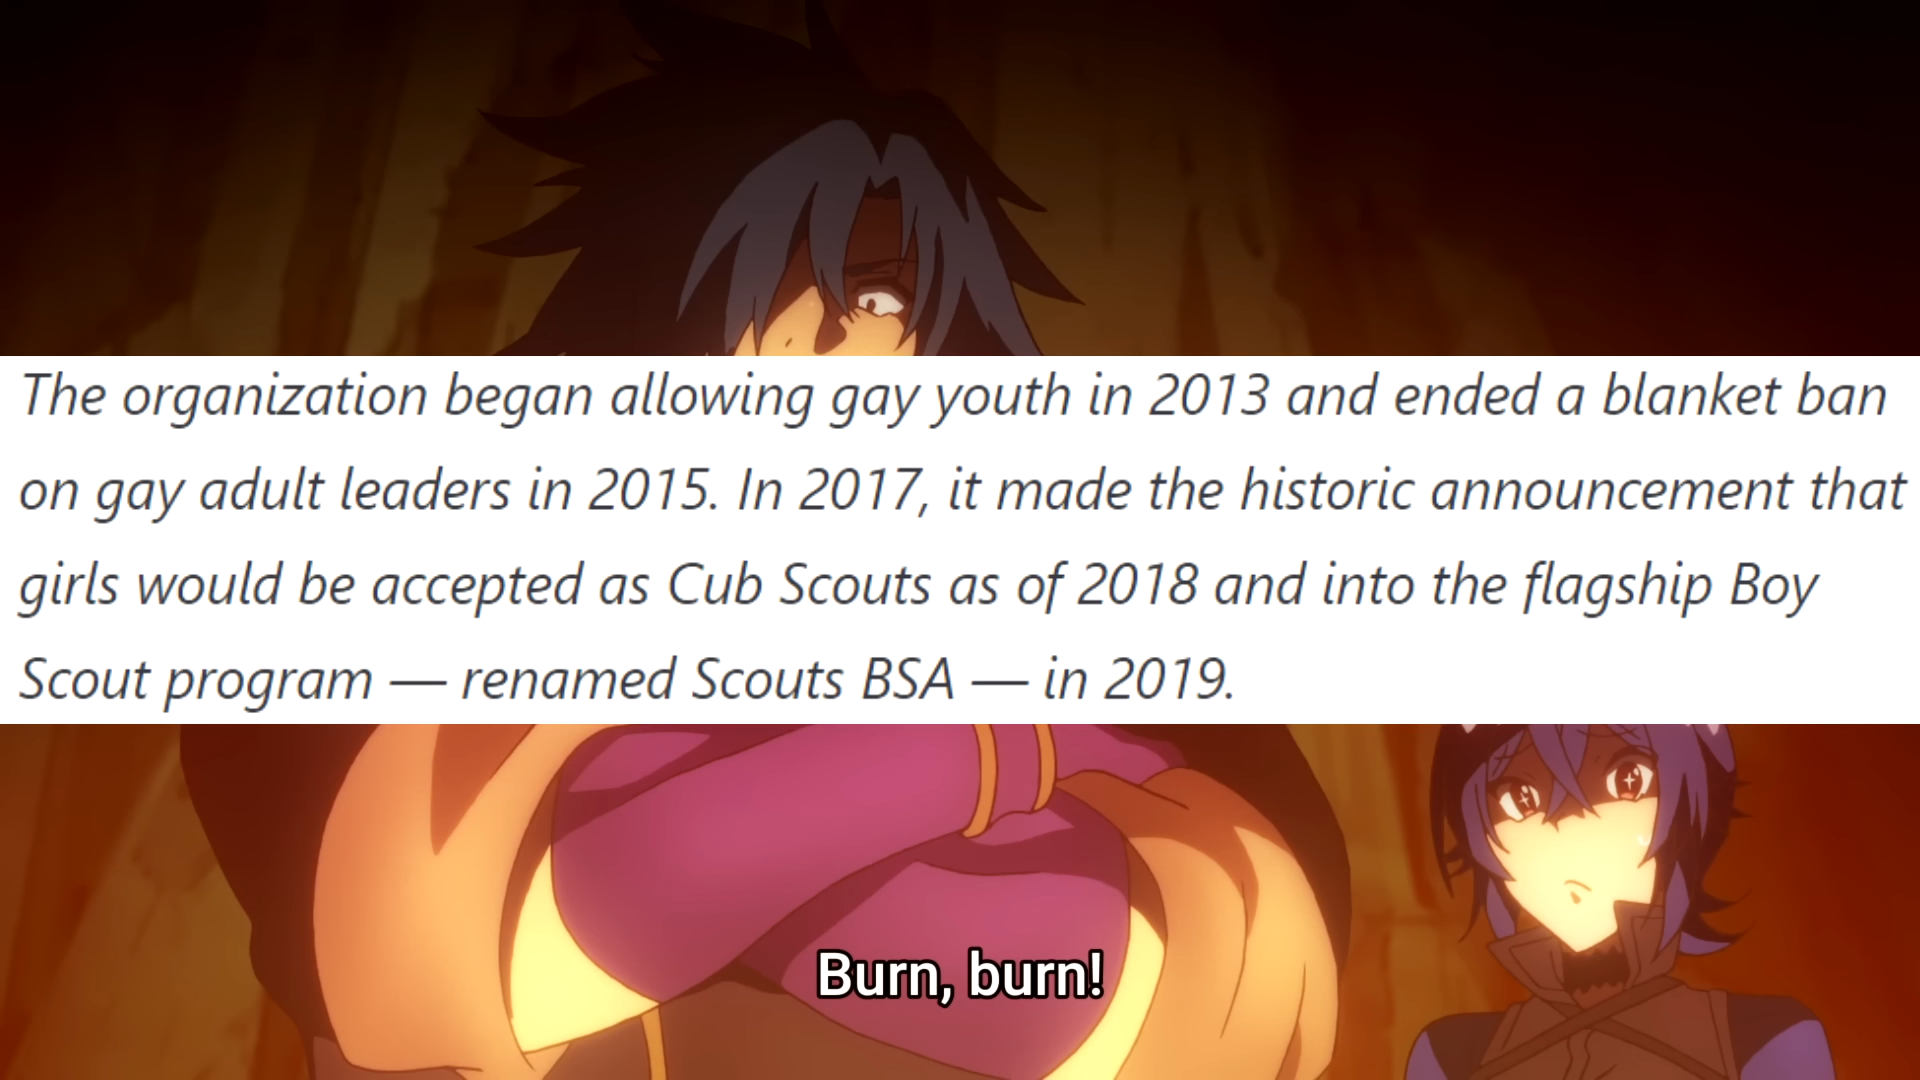 The organization began allowing gay youth in 2013 and ended a blanket ban
on gay adult leaders in 2015. In 2017, it made the historic announcement that
girls would be accepted as Cub Scouts as of 2018 and into the flagship Boy
Scout program — renamed Scouts BSA — in 2019.
Burn, burn!